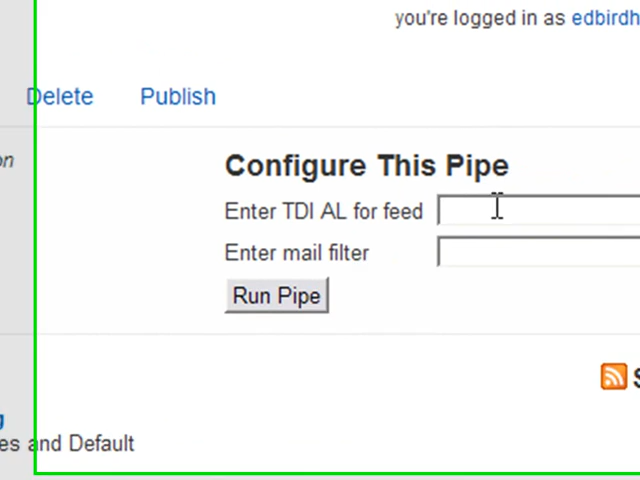 you're logged in as edbirdh
Delete Publish
on
Configure This Pipe
Enter TDI AL for feed
Enter mail filter
Run Pipe
S
g
es and Default